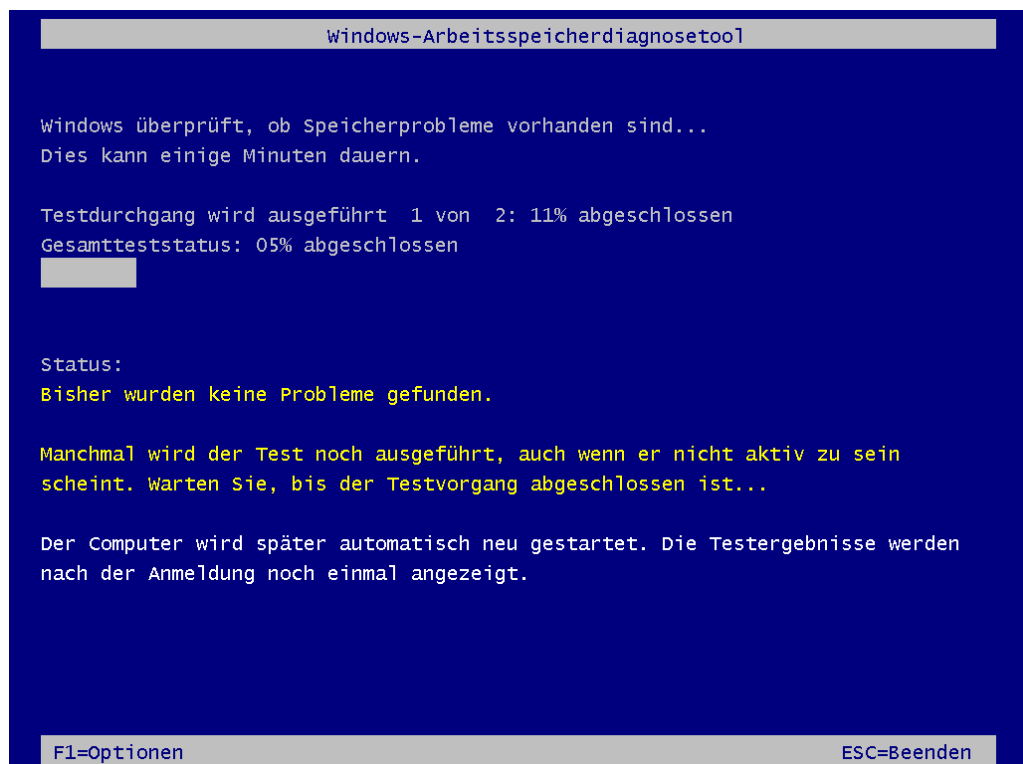 Windows-Arbeitsspeicherdiagnosetool
Windows überprüft, ob Speicherprobleme vorhanden sind...
Dies kann einige Minuten dauern.
Testdurchgang wird ausgeführt  1 von  2: 11% abgeschlossen
Gesamtteststatus: 05% abgeschlossen
Status:
Bisher wurden keine Probleme gefunden.
Manchmal wird der Test noch ausgeführt, auch wenn er nicht aktiv zu sein
scheint. Warten Sie, bis der Testvorgang abgeschlossen ist...
Der Computer wird später automatisch neu gestartet. Die Testergebnisse werden
nach der Anmeldung noch einmal angezeigt.
F1=Optionen ESC=Beenden